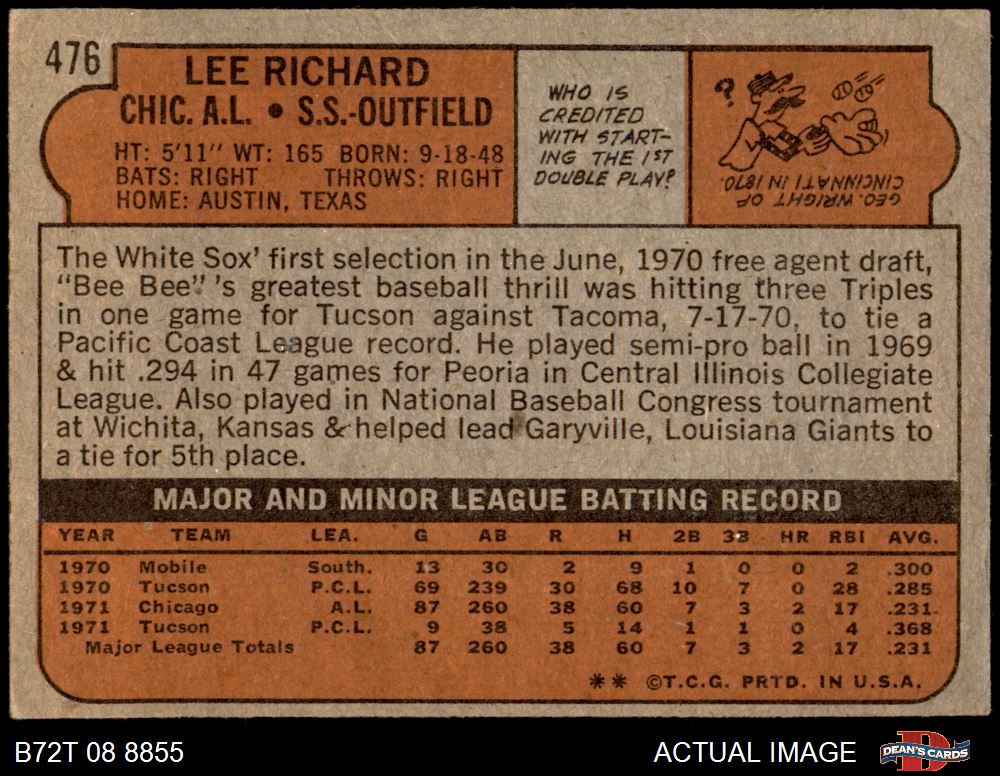 476
LEE RICHARD
CHIC. A.L. • S.S.-OUTFIELD
HT: 5'11" WT: 165 BORN: 9-18-48
BATS: RIGHT THROWS: RIGHT
HOME: AUSTIN, TEXAS
WHO IS
CREDITED
WITH START-
ING THE 1ST
DOUBLE PLAY?
?
GEO. WRIGHT OF
CINCINNATI IN 1870.
The White Sox' first selection in the June, 1970 free agent draft,
"Bee Bee" 's greatest baseball thrill was hitting three Triples
in one game for Tucson against Tacoma, 7-17-70, to tie a
Pacific Coast League record. He played semi-pro ball in 1969
& hit .294 in 47 games for Peoria in Central Illinois Collegiate
League. Also played in National Baseball Congress tournament
at Wichita, Kansas & helped lead Garyville, Louisiana Giants to
a tie for 5th place.
MAJOR AND MINOR LEAGUE BATTING RECORD
YEAR TEAM LEA. G AB R H 2B 3B HR RBI AVG.
1970 Mobile South. 13 30 2 9 1 0 0 2 .300
1970 Tucson P.C.L. 69 239 30 68 10 7 0 28 .285
1971 Chicago A.L. 87 260 38 60 7 3 2 17 .231
1971 Tucson P.C.L. 9 38 5 14 1 1 0 4 .368
Major League Totals 87 260 38 60 7 3 2 17 .231
** ©T.C.G. PRTD. IN U.S.A.
B72T 08 8855
ACTUAL IMAGE
D
DEAN'S CARDS